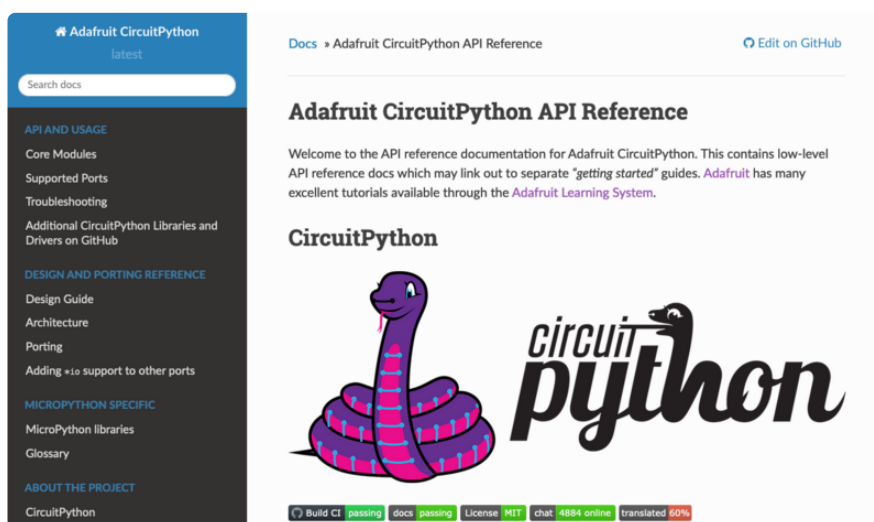 Adafruit CircuitPython
latest
Search docs
API AND USAGE
Core Modules
Supported Ports
Troubleshooting
Additional CircuitPython Libraries and
Drivers on GitHub
DESIGN AND PORTING REFERENCE
Design Guide
Architecture
Porting
Adding *io support to other ports
MICROPYTHON SPECIFIC
MicroPython libraries
Glossary
ABOUT THE PROJECT
CircuitPython
Docs » Adafruit CircuitPython API Reference
Edit on GitHub
Adafruit CircuitPython API Reference
Welcome to the API reference documentation for Adafruit CircuitPython. This contains low-level
API reference docs which may link out to separate “getting started” guides. Adafruit has many
excellent tutorials available through the Adafruit Learning System.
CircuitPython
circuit
python
Build CI passing docs passing License MIT chat 4884 online translated 60%